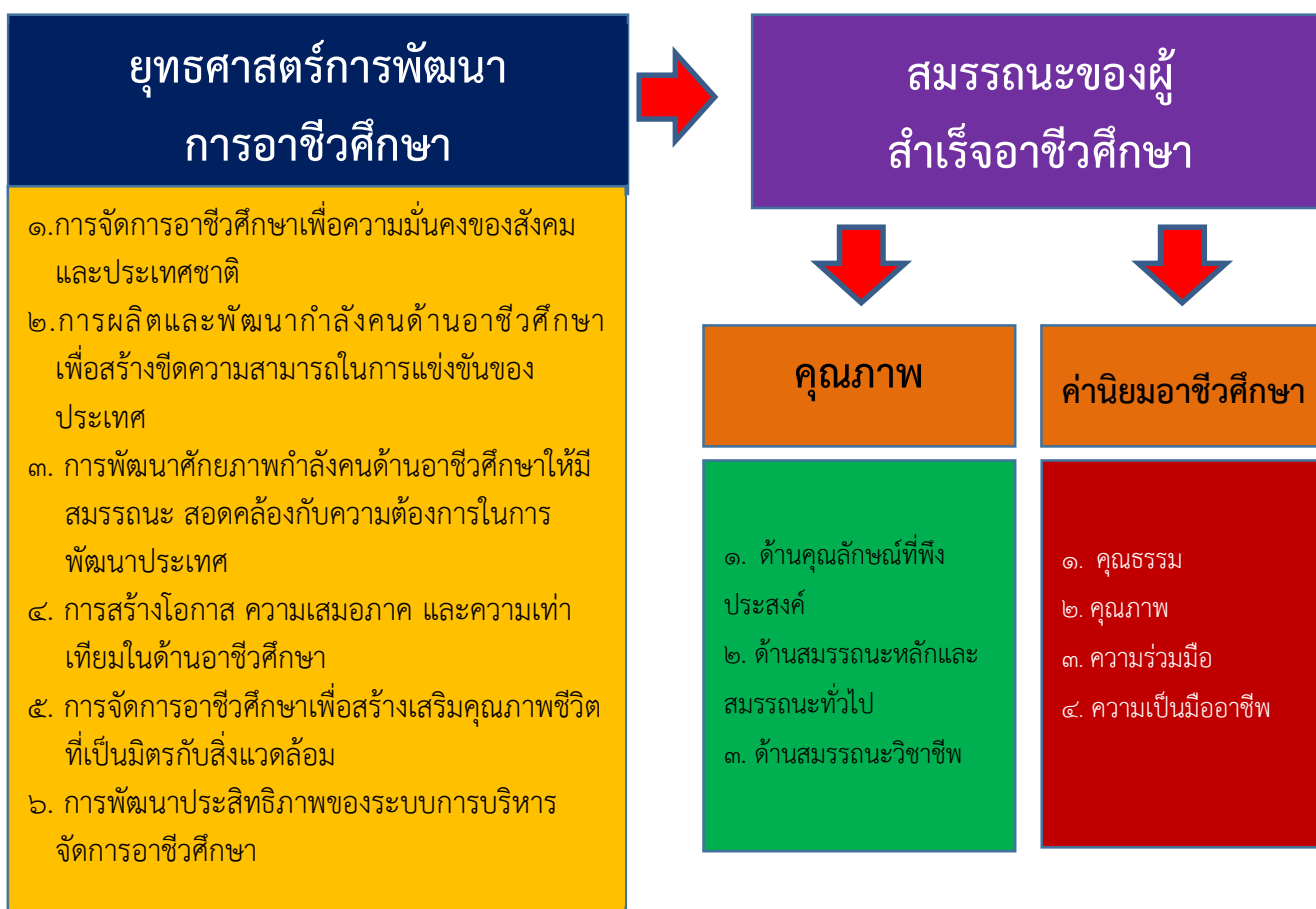 ยุทธศาสตร์การพัฒนา
การอาชีวศึกษา
๑.การจัดการอาชีวศึกษาเพื่อความมั่นคงของสังคม
และประเทศชาติ
๒.การผลิตและพัฒนากำลังคนด้านอาชีวศึกษา
เพื่อสร้างขีดความสามารถในการแข่งขันของ
ประเทศ
๓. การพัฒนาศักยภาพกำลังคนด้านอาชีวศึกษาให้มี
สมรรถนะ สอดคล้องกับความต้องการในการ
พัฒนาประเทศ
๔. การสร้างโอกาส ความเสมอภาค และความเท่า
เทียมในด้านอาชีวศึกษา
๕. การจัดการอาชีวศึกษาเพื่อสร้างเสริมคุณภาพชีวิต
ที่เป็นมิตรกับสิ่งแวดล้อม
๖. การพัฒนาประสิทธิภาพของระบบการบริหาร
จัดการอาชีวศึกษา
สมรรถนะของผู้
สำเร็จอาชีวศึกษา
คุณภาพ
๑. ด้านคุณลักษณ์ที่พึง
ประสงค์
๒. ด้านสมรรถนะหลักและ
สมรรถนะทั่วไป
๓. ด้านสมรรถนะวิชาชีพ
ค่านิยมอาชีวศึกษา
๑. คุณธรรม
๒. คุณภาพ
๓. ความร่วมมือ
๔. ความเป็นมืออาชีพ